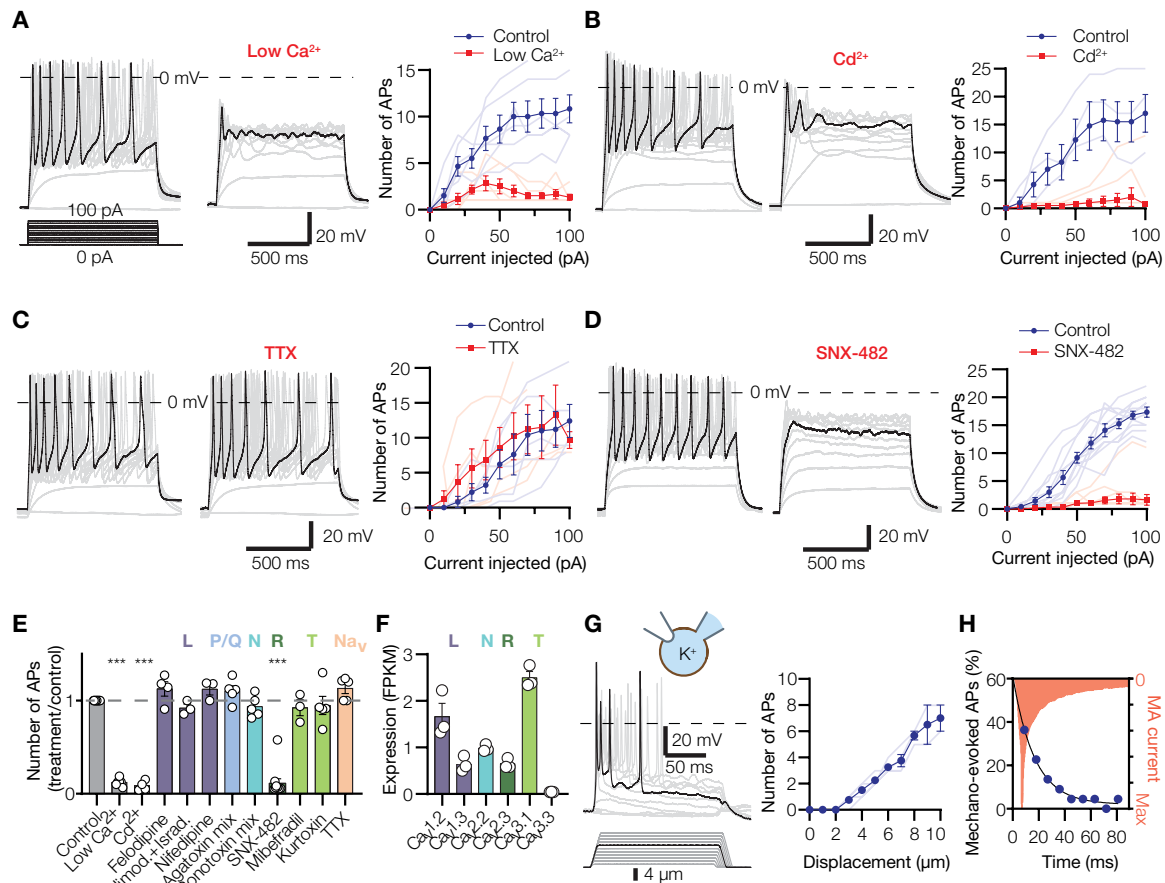 A
Low Ca²⁺
0 mV
100 pA
0 pA
20 mV
500 ms
Control
Low Ca²⁺
Number of APs
15
10
5
0
0 50 100
Current injected (pA)
B
Cd²⁺
0 mV
20 mV
500 ms
Control
Cd²⁺
Number of APs
25
20
15
10
5
0
0 50 100
Current injected (pA)
C
TTX
0 mV
20 mV
500 ms
Control
TTX
Number of APs
20
15
10
5
0
0 50 100
Current injected (pA)
D
SNX-482
0 mV
20 mV
500 ms
Control
SNX-482
Number of APs
25
20
15
10
5
0
0 50 100
Current injected (pA)
E
L P/Q N R T Naᵥ
*** *** ***
Number of APs
(treatment/control)
1
0
Control
Low Ca²⁺
Cd²⁺
Felodipine
imod.+Israd.
Nifedipine
Agatoxin mix
onotoxin mix
SNX-482
Mibefradil
Kurtoxin
TTX
F
L N R T
Expression (FPKM)
3
2
1
0
Caᵥ1.2
Caᵥ1.3
Caᵥ2.2
Caᵥ2.3
Caᵥ3.1
Caᵥ3.3
G
K⁺
20 mV
50 ms
4 µm
Number of APs
10
8
6
4
2
0
0 2 4 6 8 10
Displacement (µm)
H
Mechano-evoked APs (%)
60
40
20
0
0 40 80
Time (ms)
0
MA current
Max